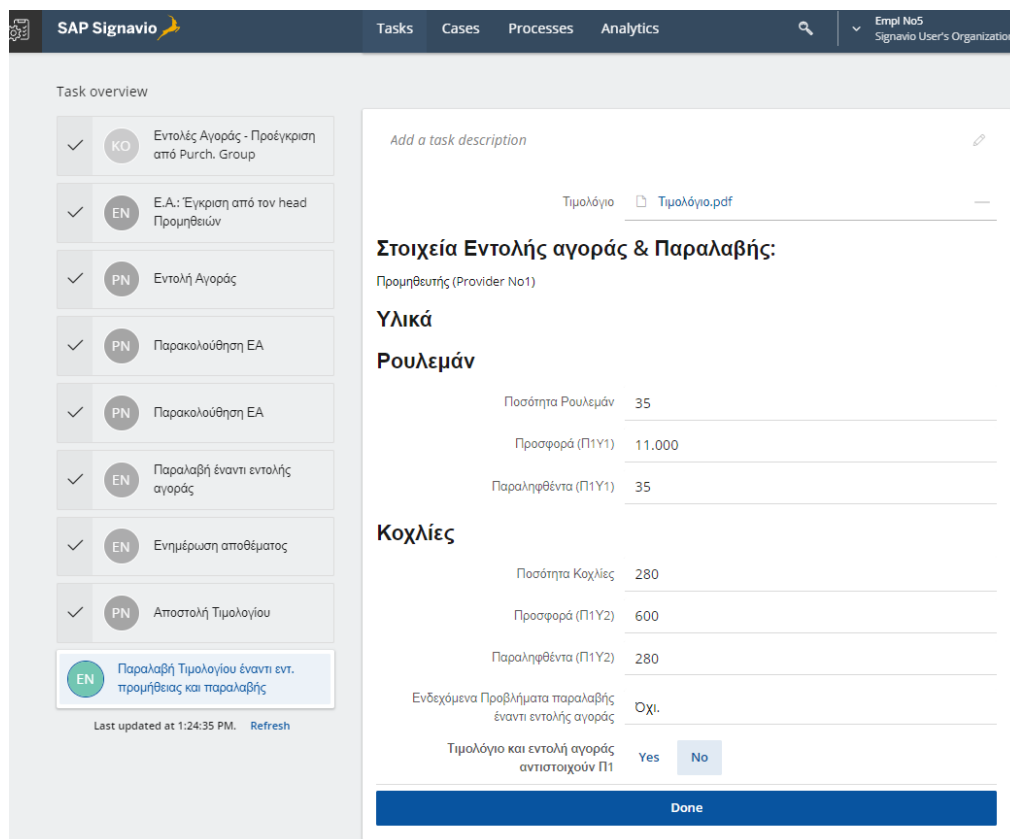 SAP Signavio
Tasks Cases Processes Analytics
Empl No5
Signavio User's Organization
Task overview
KO
Εντολές Αγοράς - Προέγκριση
από Purch. Group
EN
Ε.Α.: Έγκριση από τον head
Προμηθειών
PN
Εντολή Αγοράς
PN
Παρακολούθηση ΕΑ
PN
Παρακολούθηση ΕΑ
EN
Παραλαβή έναντι εντολής
αγοράς
EN
Ενημέρωση αποθέματος
PN
Αποστολή Τιμολογίου
EN
Παραλαβή Τιμολογίου έναντι εντ.
προμήθειας και παραλαβής
Last updated at 1:24:35 PM. Refresh
Add a task description
Τιμολόγιο Τιμολόγιο.pdf
Στοιχεία Εντολής αγοράς & Παραλαβής:
Προμηθευτής (Provider No1)
Υλικά
Ρουλεμάν
Ποσότητα Ρουλεμάν 35
Προσφορά (Π1Υ1) 11.000
Παραληφθέντα (Π1Υ1) 35
Κοχλίες
Ποσότητα Κοχλίες 280
Προσφορά (Π1Υ2) 600
Παραληφθέντα (Π1Υ2) 280
Ενδεχόμενα Προβλήματα παραλαβής
έναντι εντολής αγοράς Όχι.
Τιμολόγιο και εντολή αγοράς
αντιστοιχούν Π1 Yes No
Done